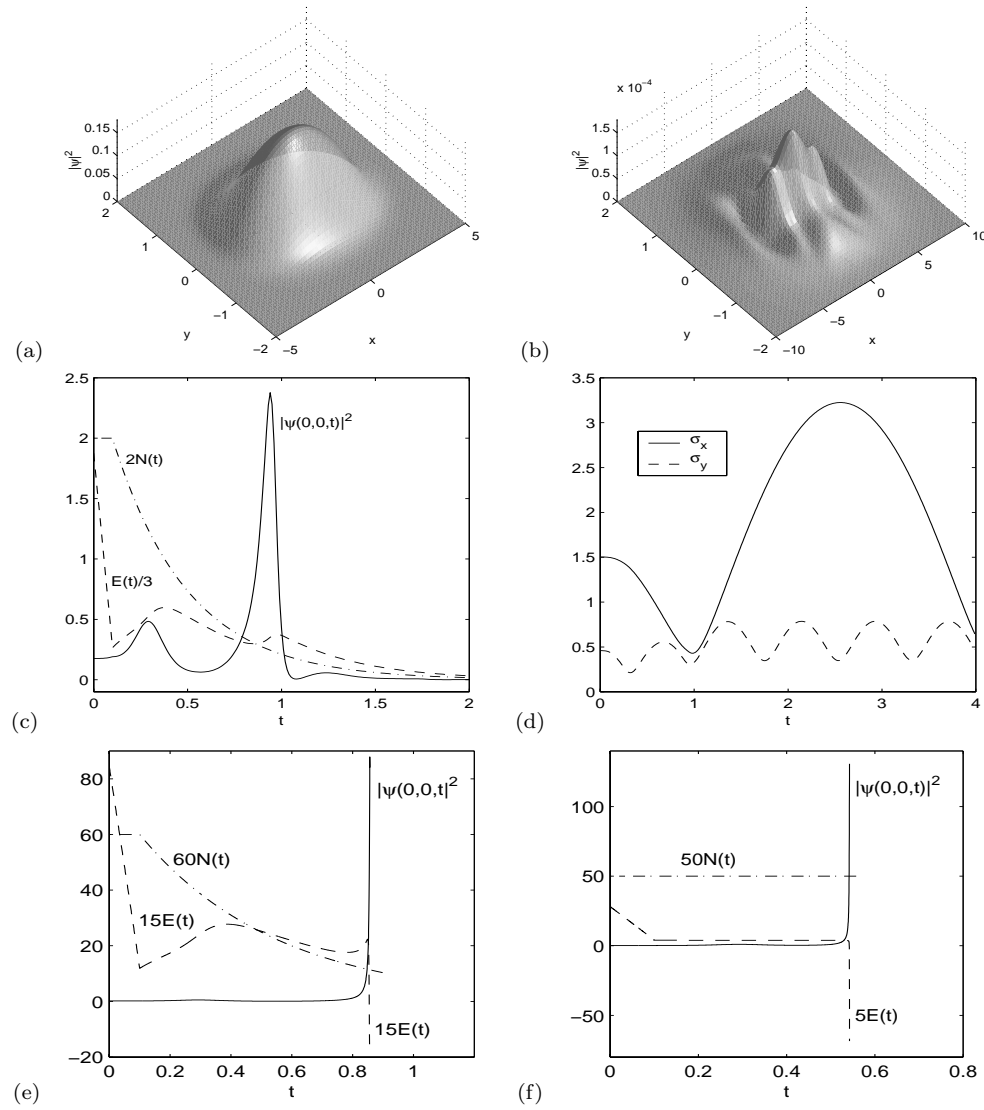 0.15
0.1
0.05
0
|ψ|²
2
1
0
−1
−2
y
−5
0
5
x
(a)
x 10⁻⁴
1.5
1
0.5
0
|ψ|²
2
1
0
−1
−2
y
−10
−5
0
5
10
x
(b)
2.5
2
1.5
1
0.5
0
|ψ(0,0,t)|²
2N(t)
E(t)/3
0 0.5 1 1.5 2
t
(c)
3.5
3
2.5
2
1.5
1
0.5
0
σx
σy
0 1 2 3 4
t
(d)
80
60
40
20
0
−20
|ψ(0,0,t|²
60N(t)
15E(t)
15E(t)
0 0.2 0.4 0.6 0.8 1
t
(e)
100
50
0
−50
|ψ(0,0,t)|²
50N(t)
5E(t)
0 0.2 0.4 0.6 0.8
t
(f)